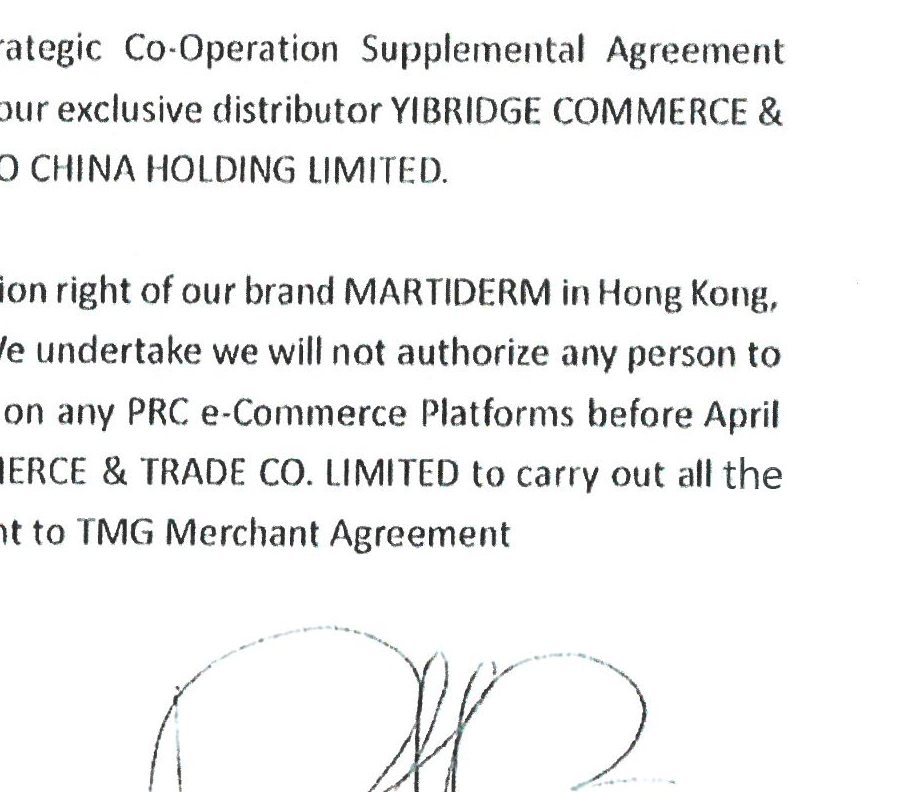 rategic Co-Operation Supplemental Agreement
our exclusive distributor YIBRIDGE COMMERCE &
O CHINA HOLDING LIMITED.
ion right of our brand MARTIDERM in Hong Kong,
We undertake we will not authorize any person to
on any PRC e-Commerce Platforms before April
MERCE & TRADE CO. LIMITED to carry out all the
nt to TMG Merchant Agreement